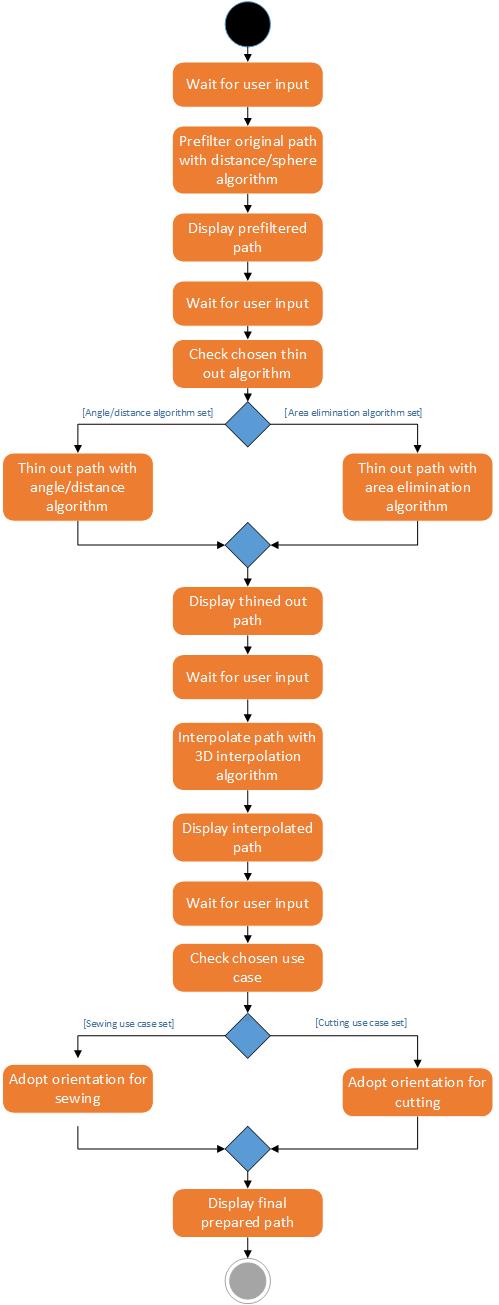 Wait for user input
Prefilter original path
with distance/sphere
algorithm
Display prefiltered
path
Wait for user input
Check chosen thin
out algorithm
[Angle/distance algorithm set]
[Area elimination algorithm set]
Thin out path with
angle/distance
algorithm
Thin out path with
area elimination
algorithm
Display thined out
path
Wait for user input
Interpolate path with
3D interpolation
algorithm
Display interpolated
path
Wait for user input
Check chosen use
case
[Sewing use case set]
[Cutting use case set]
Adopt orientation for
sewing
Adopt orientation for
cutting
Display final
prepared path